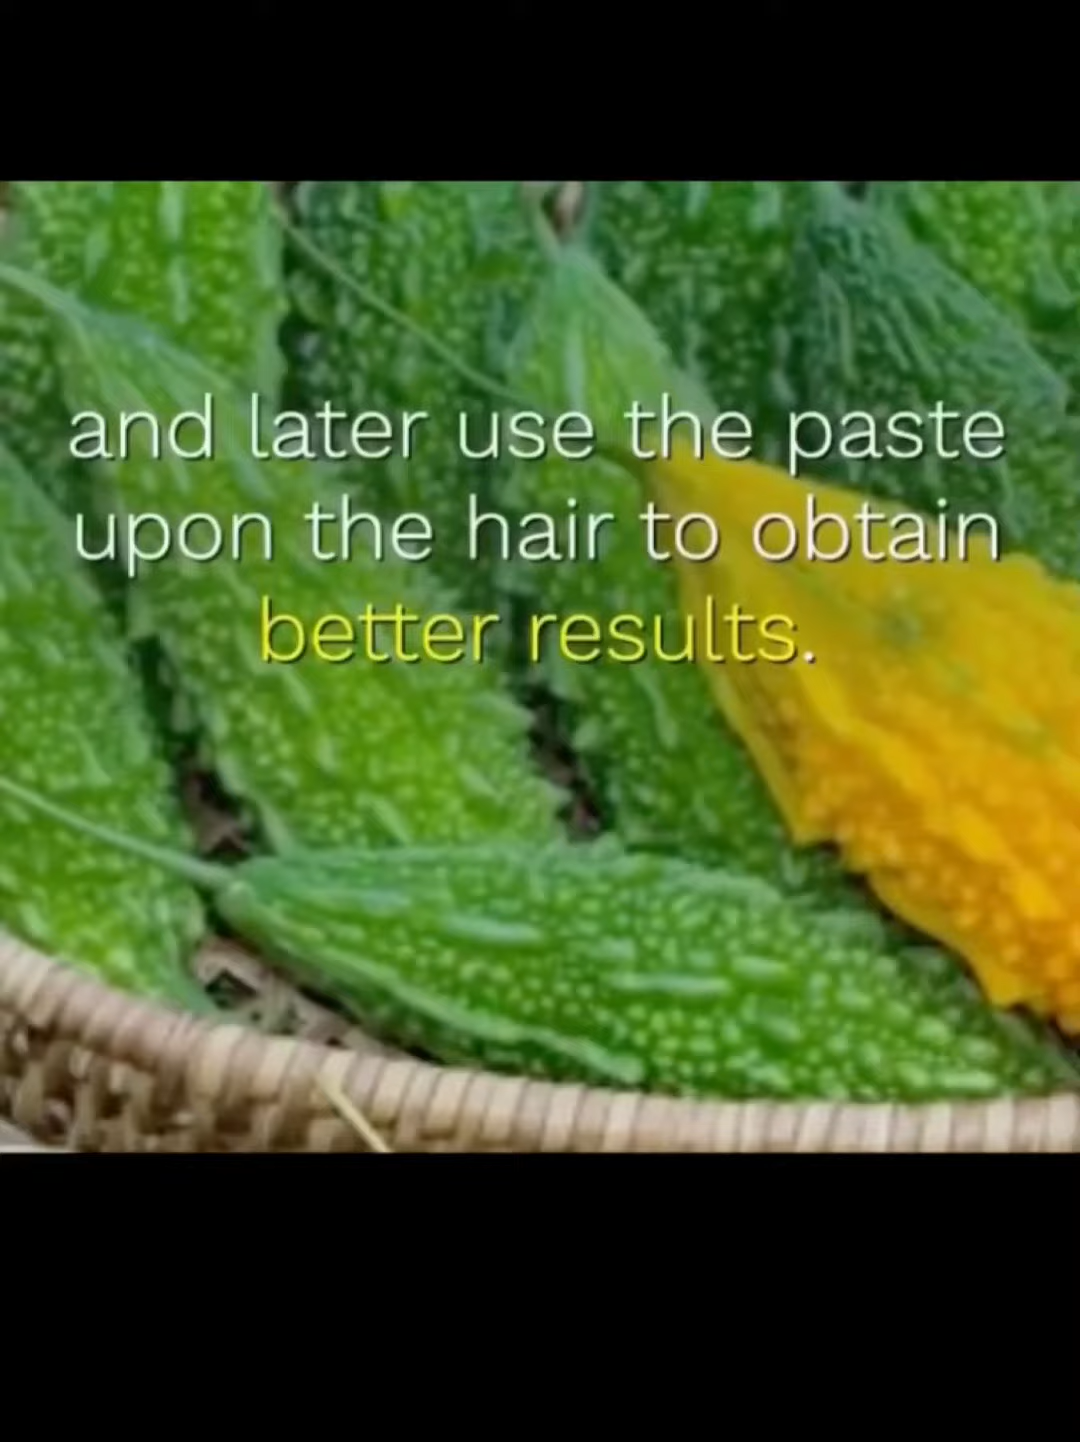 and later use the paste
upon the hair to obtain
better results.